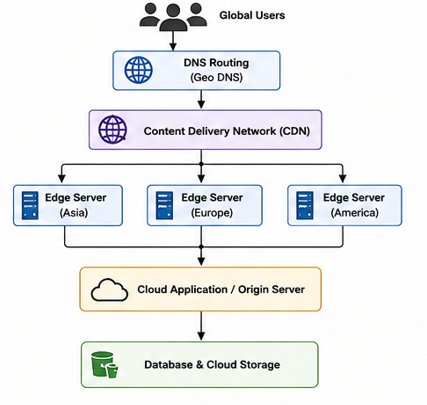 Global Users
DNS Routing
(Geo DNS)
Content Delivery Network (CDN)
Edge Server
(Asia)
Edge Server
(Europe)
Edge Server
(America)
Cloud Application / Origin Server
Database & Cloud Storage